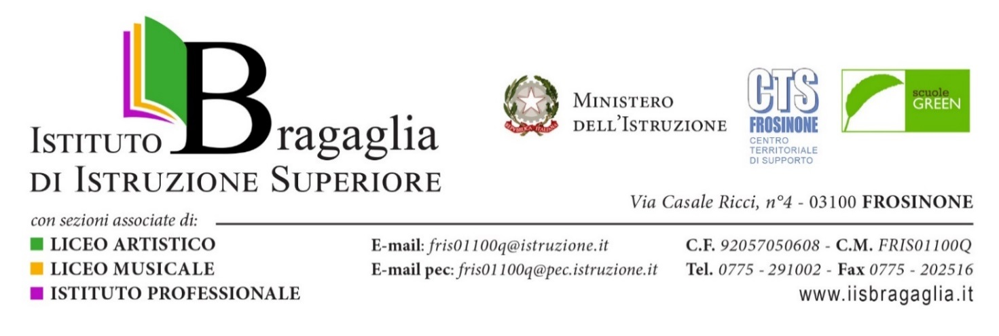 ISTITUTO Bragaglia
DI ISTRUZIONE SUPERIORE
MINISTERO
DELL'ISTRUZIONE
REPVBBLICA ITALIANA
CTS
FROSINONE
CENTRO
TERRITORIALE
DI SUPPORTO
scuole
GREEN
Via Casale Ricci, n°4 - 03100 FROSINONE
con sezioni associate di:
LICEO ARTISTICO
LICEO MUSICALE
ISTITUTO PROFESSIONALE
E-mail: fris01100q@istruzione.it
E-mail pec: fris01100q@pec.istruzione.it
C.F. 92057050608 - C.M. FRIS01100Q
Tel. 0775 - 291002 - Fax 0775 - 202516
www.iisbragaglia.it